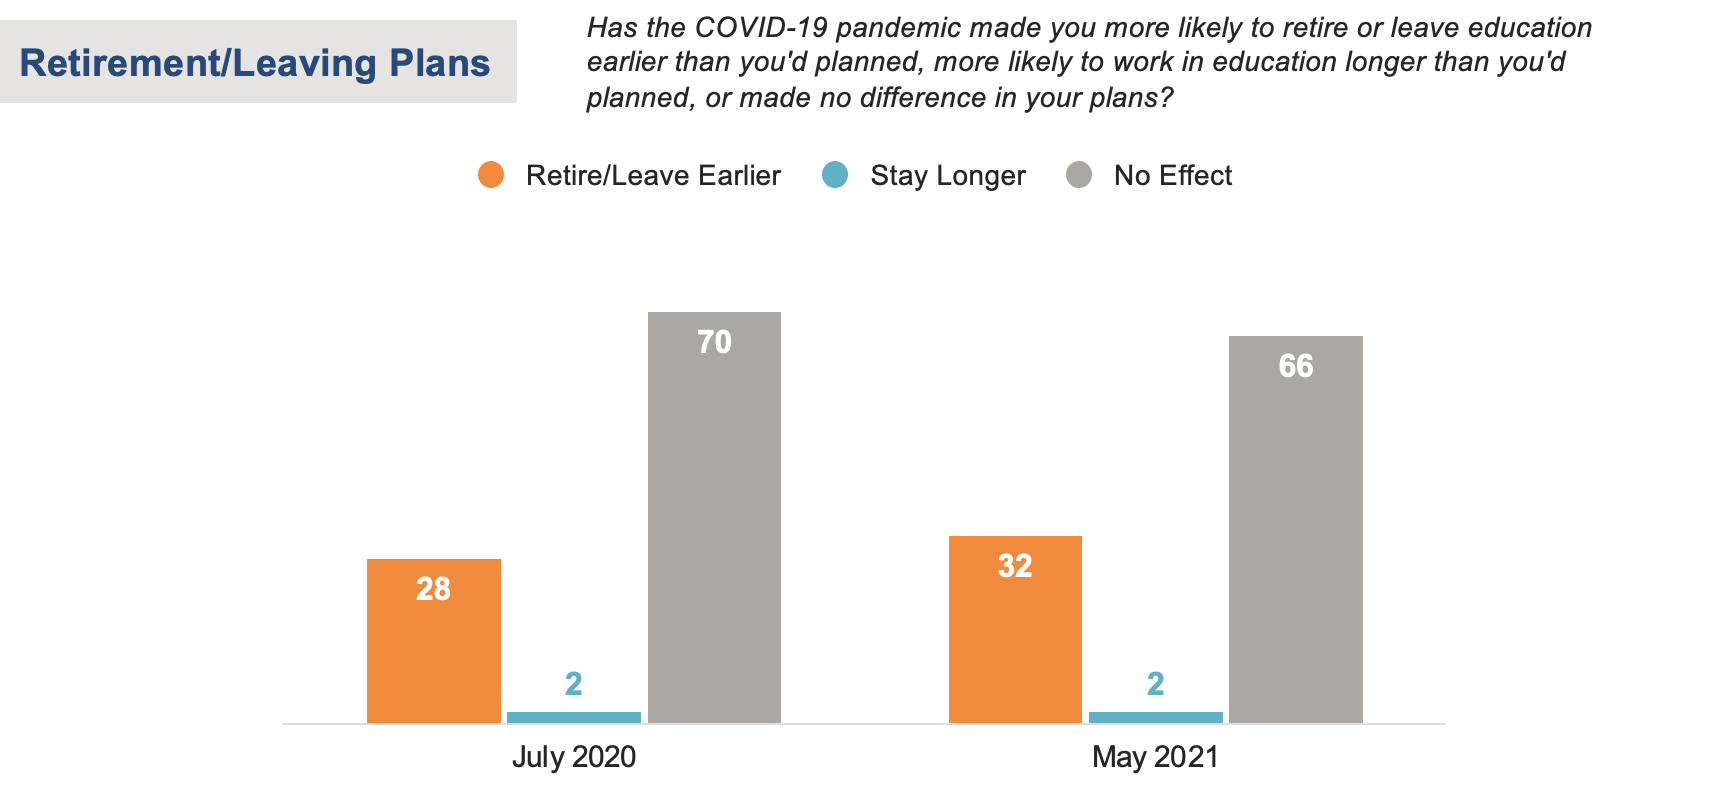 Retirement/Leaving Plans
Has the COVID-19 pandemic made you more likely to retire or leave education
earlier than you'd planned, more likely to work in education longer than you'd
planned, or made no difference in your plans?
Retire/Leave Earlier Stay Longer No Effect
70
66
28
32
2
2
July 2020 May 2021